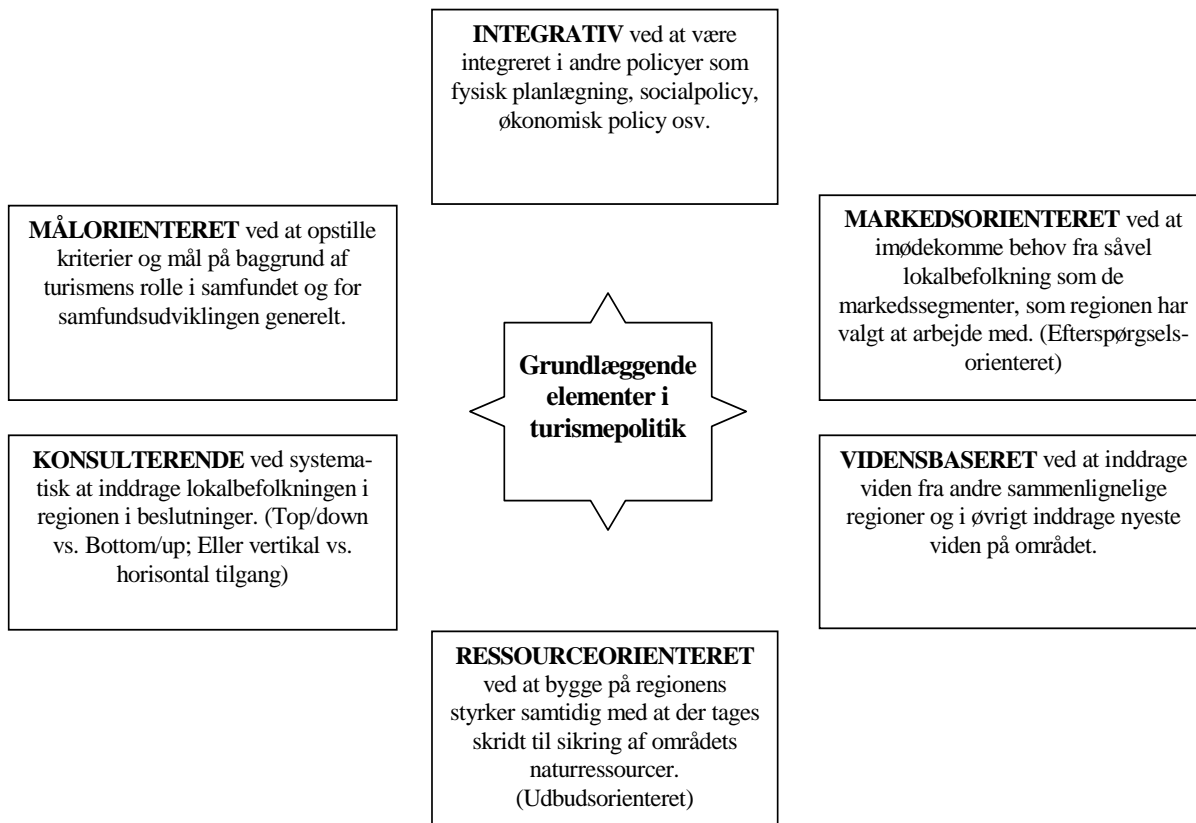 INTEGRATIV ved at være
integreret i andre policyer som
fysisk planlægning, socialpolicy,
økonomisk policy osv.
MÅLORIENTERET ved at opstille
kriterier og mål på baggrund af
turismens rolle i samfundet og for
samfundsudviklingen generelt.
MARKEDSORIENTERET ved at
imødekomme behov fra såvel
lokalbefolkning som de
markedssegmenter, som regionen har
valgt at arbejde med. (Efterspørgsels-
orienteret)
Grundlæggende
elementer i
turismepolitik
KONSULTERENDE ved systema-
tisk at inddrage lokalbefolkningen i
regionen i beslutninger. (Top/down
vs. Bottom/up; Eller vertikal vs.
horisontal tilgang)
VIDENSBASERET ved at inddrage
viden fra andre sammenlignelige
regioner og i øvrigt inddrage nyeste
viden på området.
RESSOURCEORIENTERET
ved at bygge på regionens
styrker samtidig med at der tages
skridt til sikring af områdets
naturressourcer.
(Udbudsorienteret)